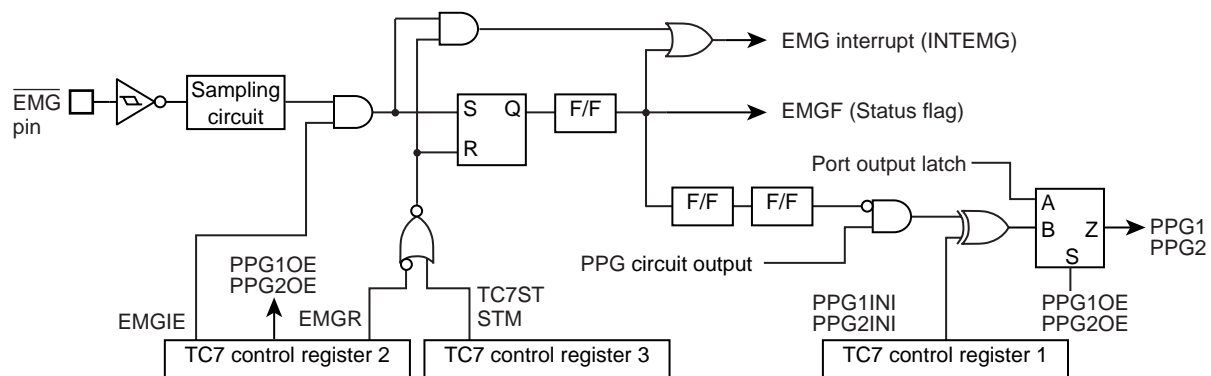 EMG interrupt (INTEMG)
EMG
pin
Sampling
circuit
S
Q
R
F/F
EMGF (Status flag)
Port output latch
F/F
F/F
A
B
Z
S
PPG1
PPG2
PPG circuit output
PPG1OE
PPG2OE
EMGIE
EMGR
TC7ST
STM
PPG1INI
PPG2INI
PPG1OE
PPG2OE
TC7 control register 2
TC7 control register 3
TC7 control register 1